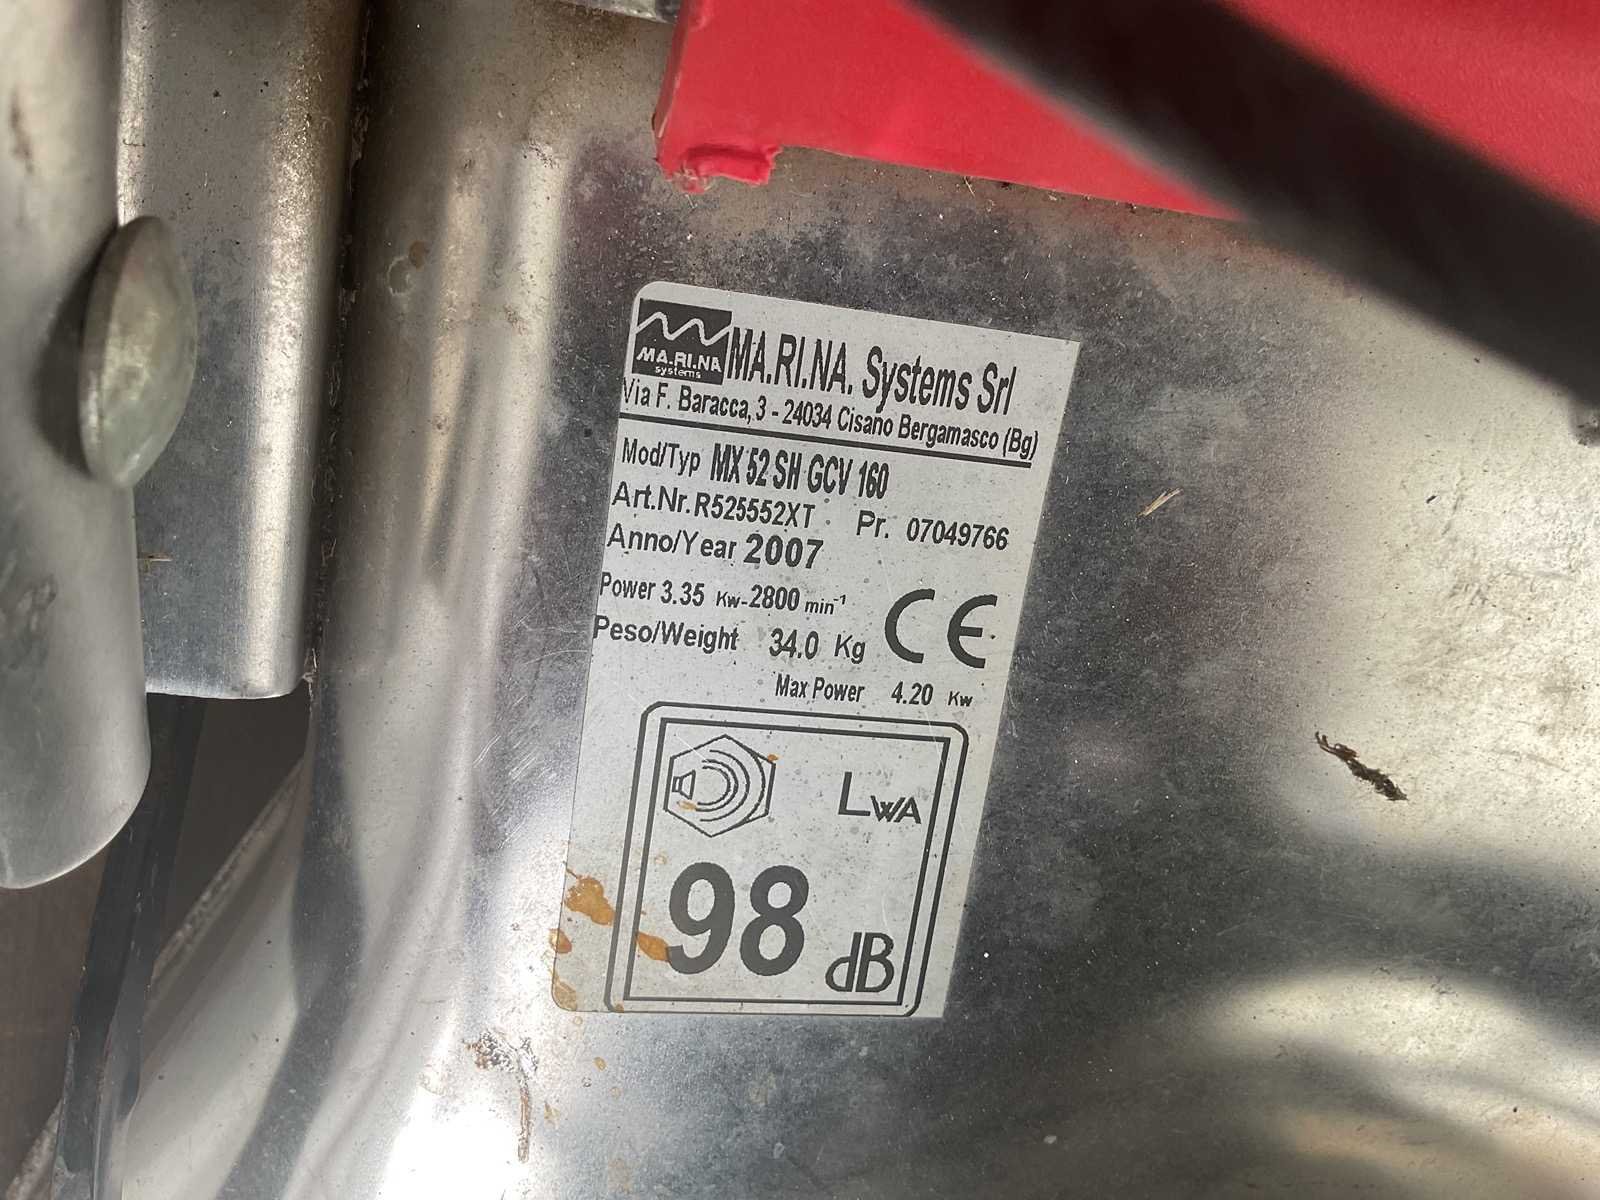 MA.RI.NA
systems
MA.RI.NA. Systems Srl
Via F. Baracca, 3 - 24034 Cisano Bergamasco (Bg)
Mod/Typ MX 52 SH GCV 160
Art.Nr. R525552XT Pr. 07049766
Anno/Year 2007
Power 3.35 Kw-2800 min-1
CE
Peso/Weight 34.0 Kg
Max Power 4.20 Kw
LWA
98 dB